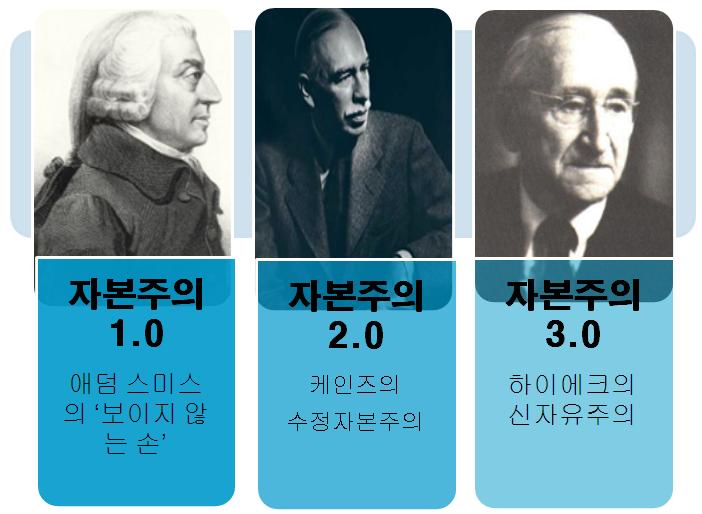 자본주의
1.0
애덤 스미스
의 ‘보이지 않
는 손’
자본주의
2.0
케인즈의
수정자본주의
자본주의
3.0
하이에크의
신자유주의